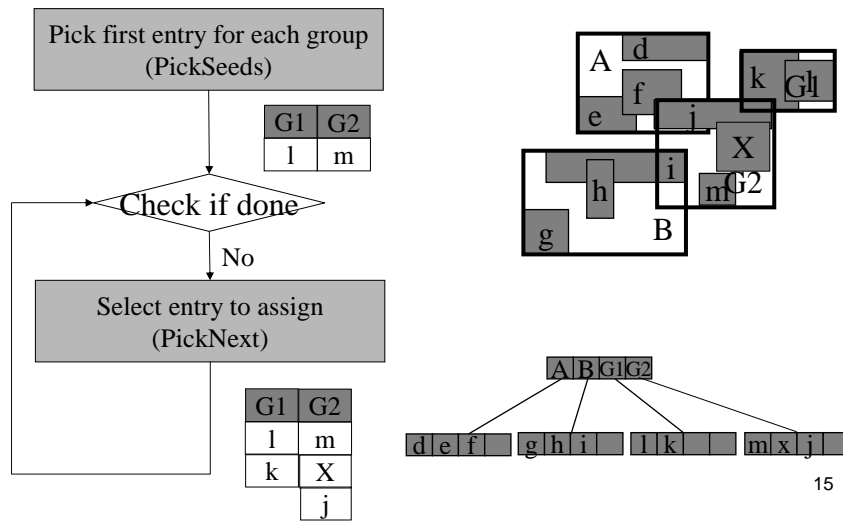 Pick first entry for each group
(PickSeeds)
G1 G2
l m
Check if done
No
Select entry to assign
(PickNext)
G1 G2
l m
k X
j
A d
e f
j
k G1 l
X
m G2
i
h
g B
A B G1 G2
d e f
g h i
l k
m x j
15